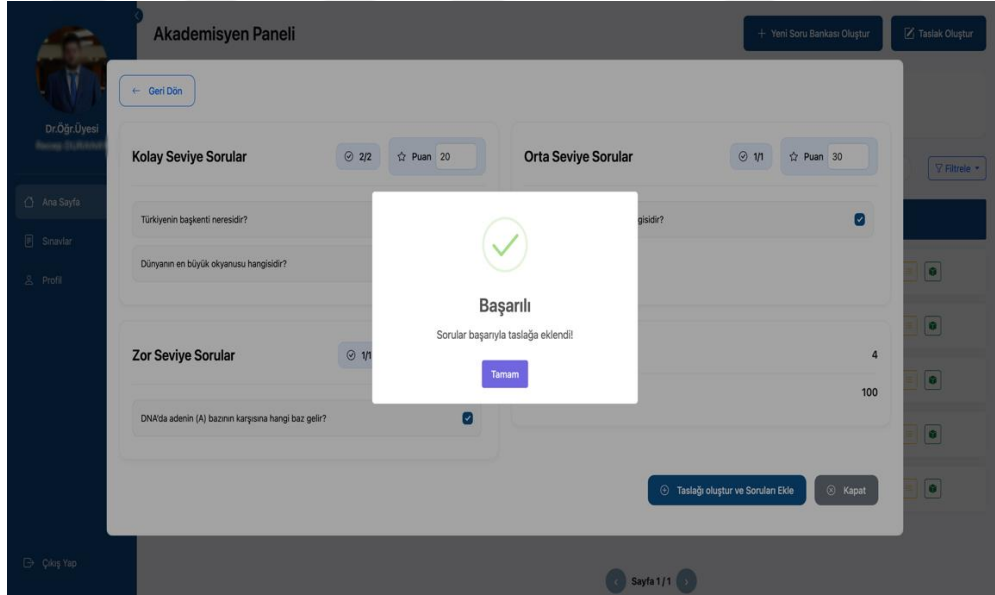 Akademisyen Paneli
+ Yeni Soru Bankası Oluştur
Taslak Oluştur
← Geri Dön
Dr.Öğr.Üyesi
Ana Sayfa
Sınavlar
Profil
Çıkış Yap
Filtrele
Kolay Seviye Sorular
2/2
Puan 20
Türkiyenin başkenti neresidir?
Dünyanın en büyük okyanusu hangisidir?
Orta Seviye Sorular
1/1
Puan 30
gisidir?
Zor Seviye Sorular
1/1
DNA'da adenin (A) bazının karşısına hangi baz gelir?
4
100
Başarılı
Sorular başarıyla taslağa eklendi!
Tamam
Taslağı oluştur ve Soruları Ekle
Kapat
Sayfa 1 / 1